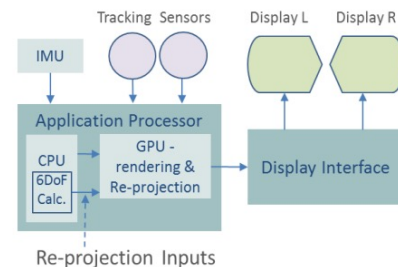 Tracking Sensors
Display L Display R
IMU
Application Processor
CPU
6DoF
Calc.
GPU -
rendering &
Re-projection
Display Interface
Re-projection Inputs